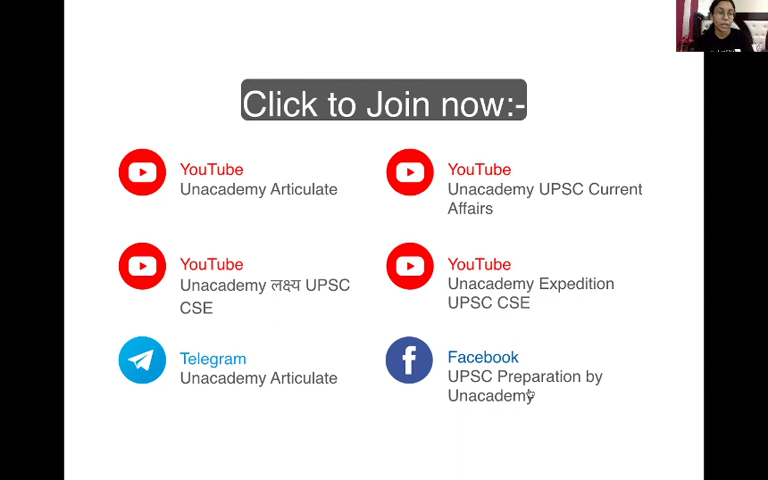 Click to Join now:-
YouTube
Unacademy Articulate
YouTube
Unacademy UPSC Current
Affairs
YouTube
Unacademy लक्ष्य UPSC
CSE
YouTube
Unacademy Expedition
UPSC CSE
Telegram
Unacademy Articulate
Facebook
UPSC Preparation by
Unacademy